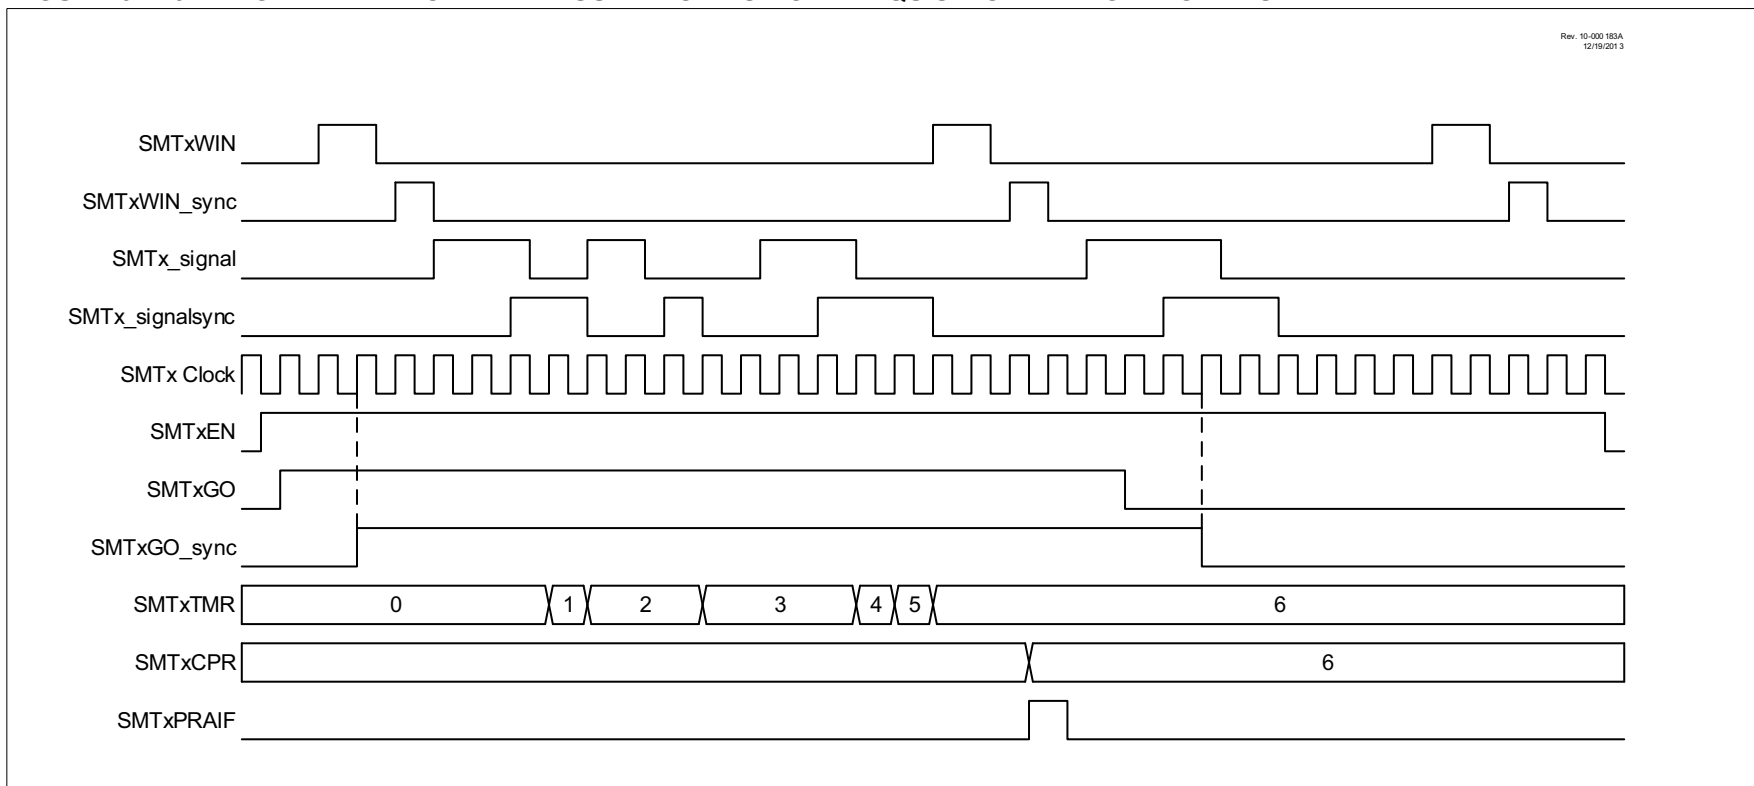 Rev. 10-000 183A
12/19/201 3
SMTxWIN
SMTxWIN_sync
SMTx_signal
SMTx_signalsync
SMTx Clock
SMTxEN
SMTxGO
SMTxGO_sync
SMTxTMR 0 1 2 3 4 5 6
SMTxCPR 6
SMTxPRAIF